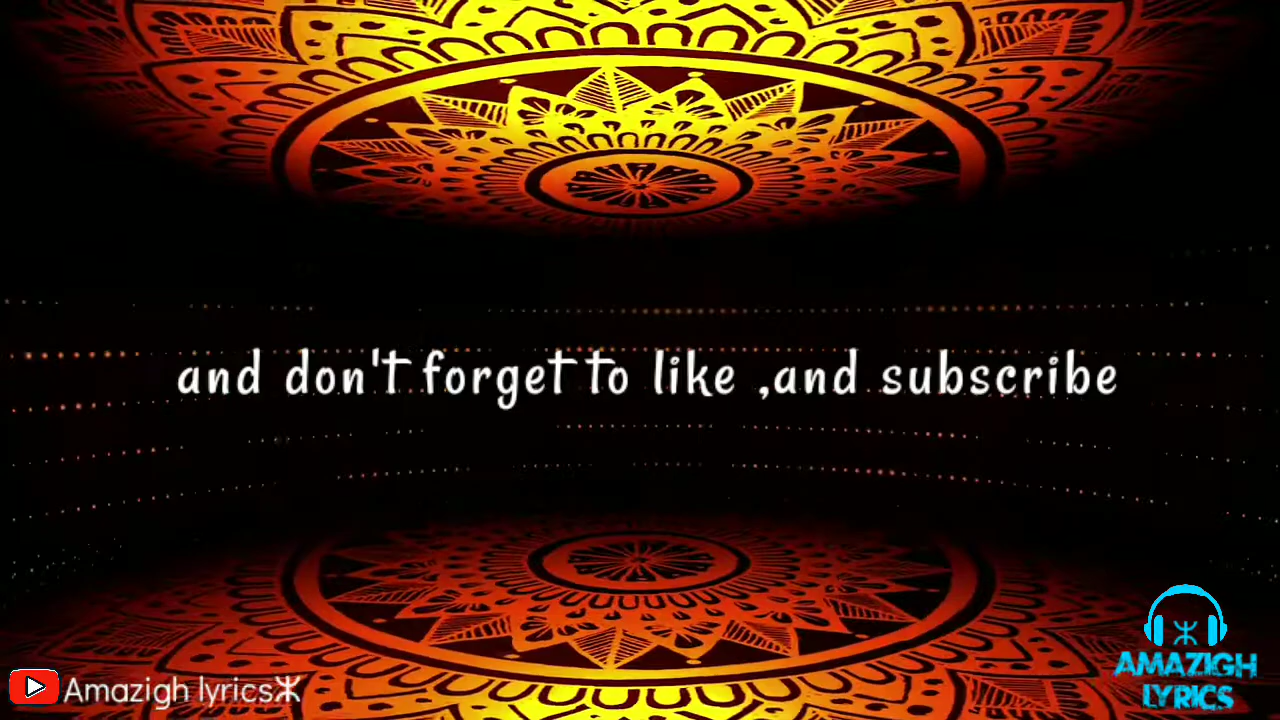 and don't forget to like ,and subscribe
Amazigh lyricsⵣ
ⵣ
AMAZIGH
LYRICS